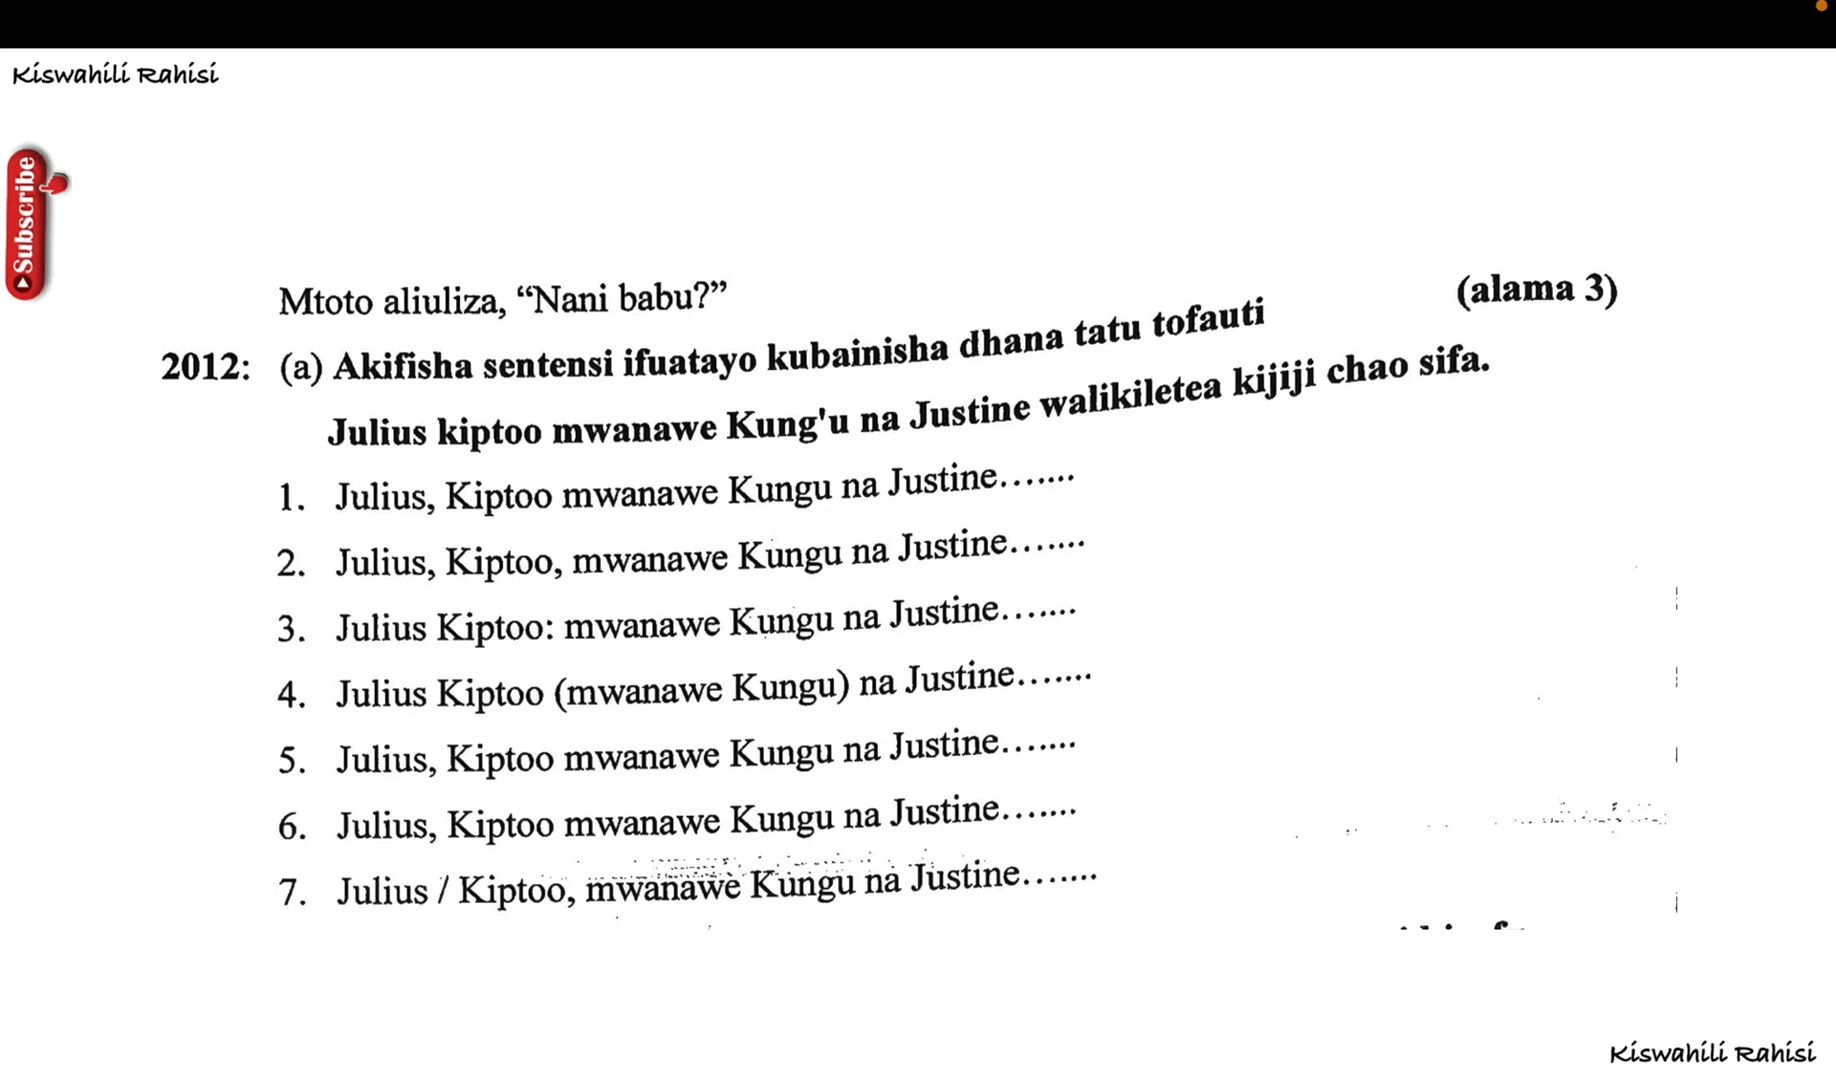 Kiswahili Rahisi
Subscribe
Mtoto aliuliza, “Nani babu?”
(alama 3)
2012: (a) Akifisha sentensi ifuatayo kubainisha dhana tatu tofauti
Julius kiptoo mwanawe Kung'u na Justine walikiletea kijiji chao sifa.
1. Julius, Kiptoo mwanawe Kungu na Justine.......
2. Julius, Kiptoo, mwanawe Kungu na Justine.......
3. Julius Kiptoo: mwanawe Kungu na Justine.......
4. Julius Kiptoo (mwanawe Kungu) na Justine.......
5. Julius, Kiptoo mwanawe Kungu na Justine.......
6. Julius, Kiptoo mwanawe Kungu na Justine.......
7. Julius / Kiptoo, mwanawe Kungu na Justine.......
Kiswahili Rahisi